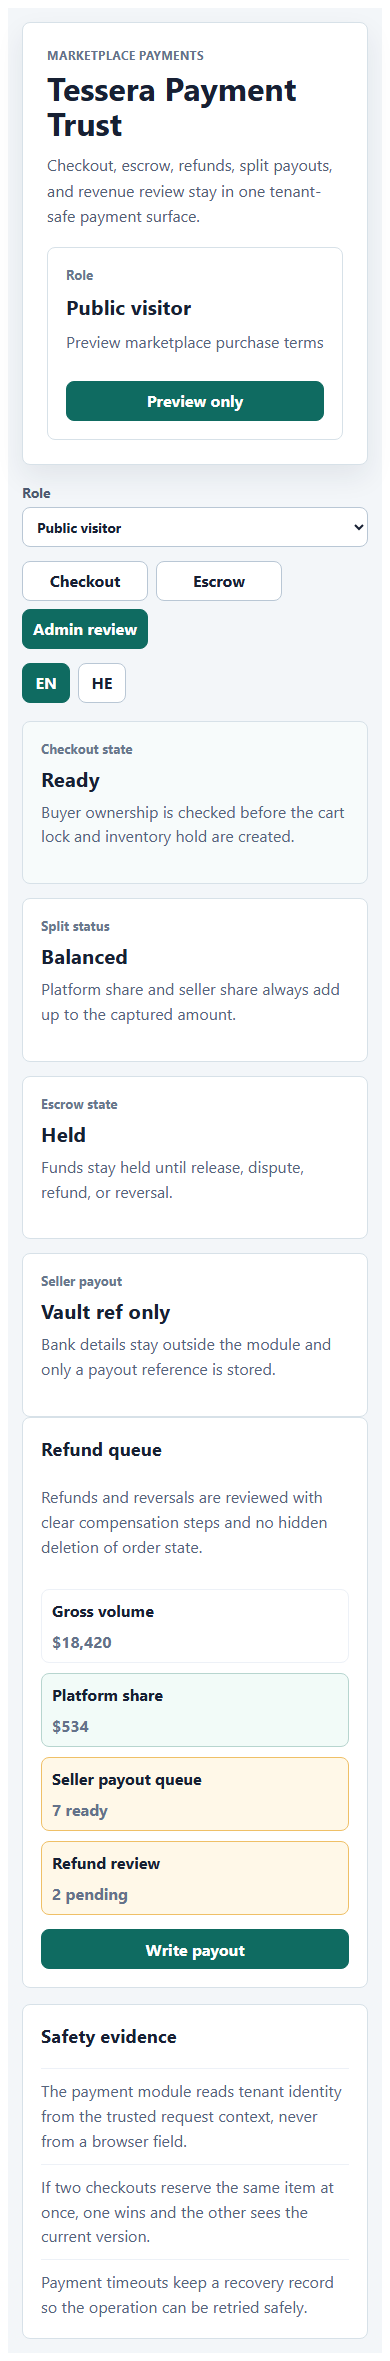 MARKETPLACE PAYMENTS
Tessera Payment
Trust
Checkout, escrow, refunds, split payouts,
and revenue review stay in one tenant-
safe payment surface.
Role
Public visitor
Preview marketplace purchase terms
Preview only
Role
Public visitor
Checkout
Escrow
Admin review
EN
HE
Checkout state
Ready
Buyer ownership is checked before the cart
lock and inventory hold are created.
Split status
Balanced
Platform share and seller share always add
up to the captured amount.
Escrow state
Held
Funds stay held until release, dispute,
refund, or reversal.
Seller payout
Vault ref only
Bank details stay outside the module and
only a payout reference is stored.
Refund queue
Refunds and reversals are reviewed with
clear compensation steps and no hidden
deletion of order state.
Gross volume
$18,420
Platform share
$534
Seller payout queue
7 ready
Refund review
2 pending
Write payout
Safety evidence
The payment module reads tenant identity
from the trusted request context, never
from a browser field.
If two checkouts reserve the same item at
once, one wins and the other sees the
current version.
Payment timeouts keep a recovery record
so the operation can be retried safely.